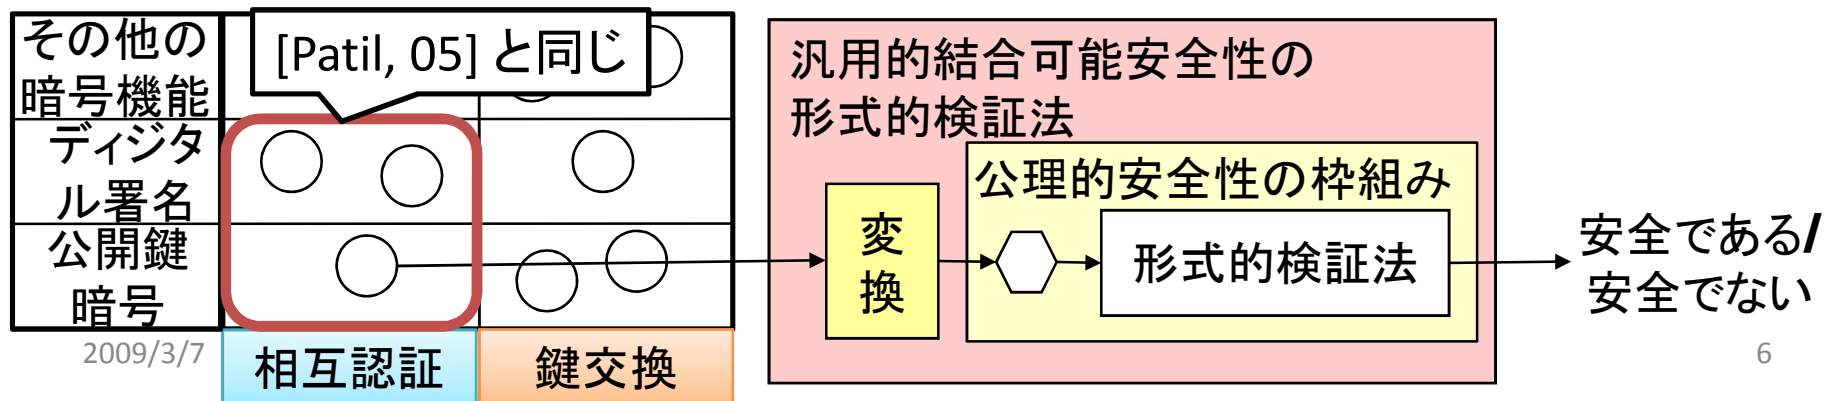 その他の
暗号機能
[Patil, 05] と同じ
ディジタ
ル署名
公開鍵
暗号
相互認証
鍵交換
汎用的結合可能安全性の
形式的検証法
公理的安全性の枠組み
変
換
形式的検証法
安全である/
安全でない
2009/3/7
6